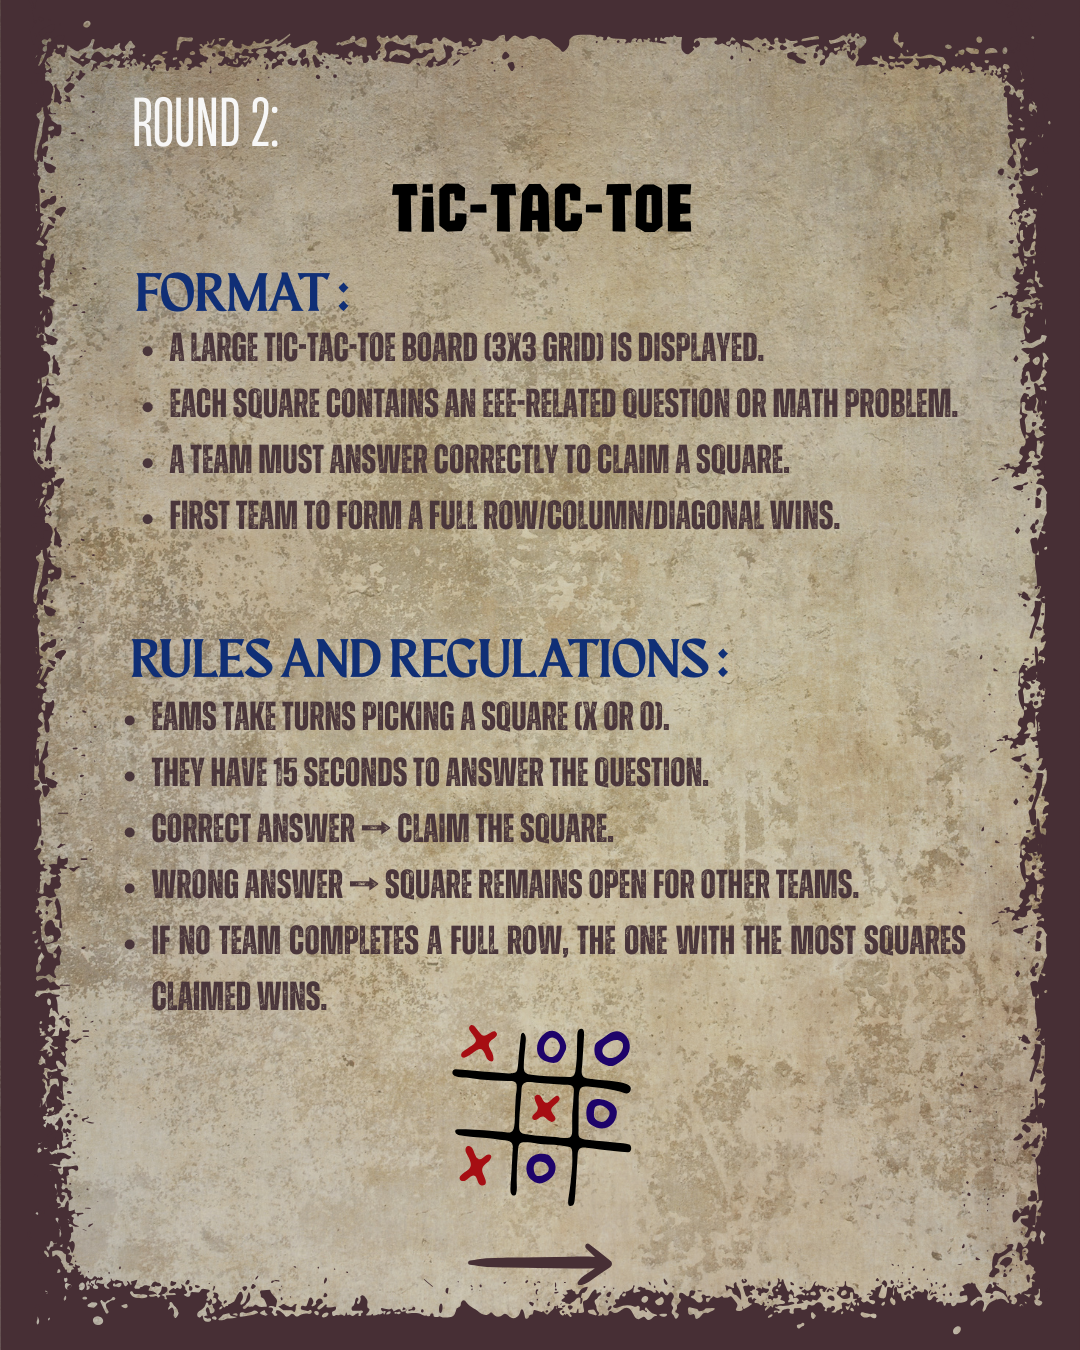 ROUND 2:
TiC-TAC-TOE
FORMAT :
• A LARGE TIC-TAC-TOE BOARD (3X3 GRID) IS DISPLAYED.
• EACH SQUARE CONTAINS AN EEE-RELATED QUESTION OR MATH PROBLEM.
• A TEAM MUST ANSWER CORRECTLY TO CLAIM A SQUARE.
• FIRST TEAM TO FORM A FULL ROW/COLUMN/DIAGONAL WINS.
RULES AND REGULATIONS :
• EAMS TAKE TURNS PICKING A SQUARE (X OR O).
• THEY HAVE 15 SECONDS TO ANSWER THE QUESTION.
• CORRECT ANSWER → CLAIM THE SQUARE.
• WRONG ANSWER → SQUARE REMAINS OPEN FOR OTHER TEAMS.
• IF NO TEAM COMPLETES A FULL ROW, THE ONE WITH THE MOST SQUARES
CLAIMED WINS.
X O O
X O
X O